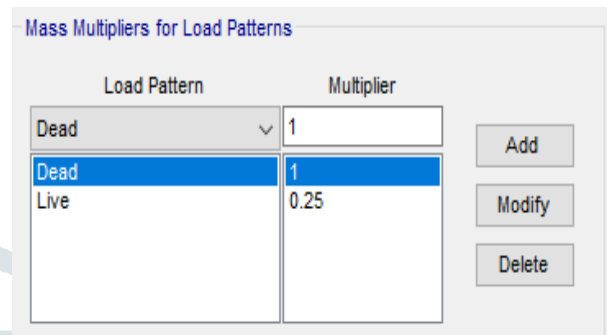 Mass Multipliers for Load Patterns
Load Pattern Multiplier
Dead 1
Add
Dead 1
Live 0.25
Modify
Delete